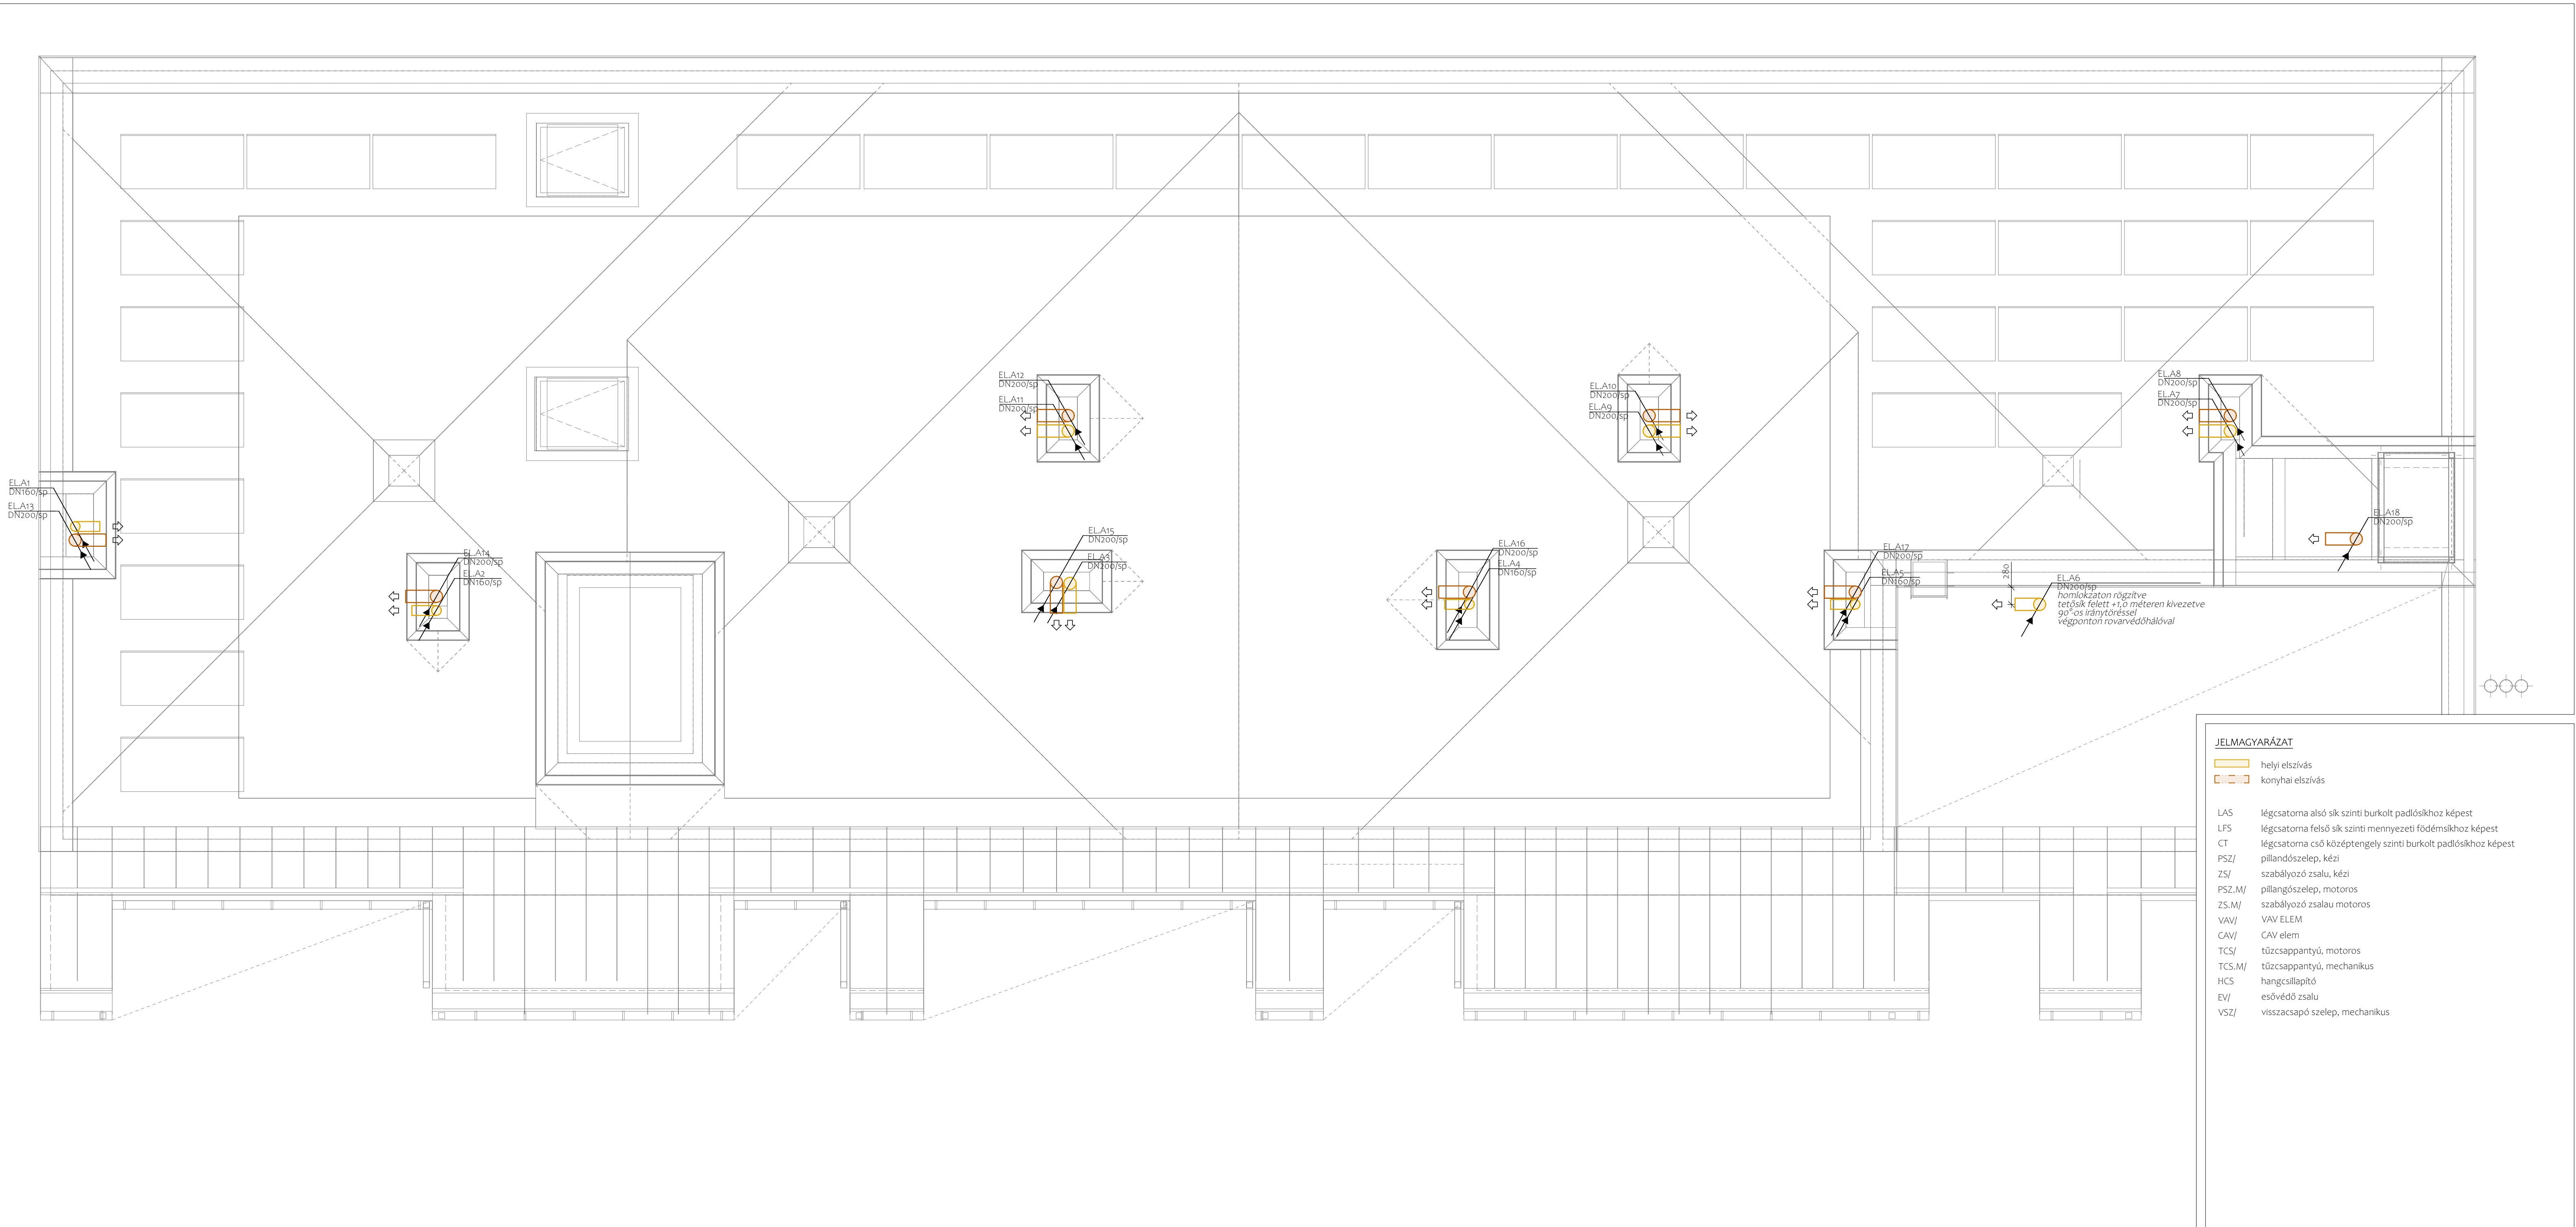 EL.A12
DN200/sp
EL.A11
DN200/sp
EL.A10
DN200/sp
EL.A9
DN200/sp
EL.A8
DN200/sp
EL.A7
DN200/sp
EL.A1
DN160/sp
EL.A13
DN200/sp
EL.A14
DN200/sp
EL.A2
DN160/sp
EL.A15
DN200/sp
EL.A3
DN200/sp
EL.A16
DN200/sp
EL.A4
DN160/sp
EL.A17
DN200/sp
EL.A5
DN160/sp
EL.A18
DN200/sp
280
EL.A6
DN200/sp
homlokzaton rögzítve
tetősík felett +1,0 méteren kivezetve
90°-os iránytöréssel
végponton rovarvédőhálóval
JELMAGYARÁZAT
helyi elszívás
konyhai elszívás
LAS légcsatorna alsó sík szinti burkolt padlósíkhoz képest
LFS légcsatorna felső sík szinti mennyezeti födémsíkhoz képest
CT légcsatorna cső középtengely szinti burkolt padlósíkhoz képest
PSZ/ pillandószelep, kézi
ZS/ szabályozó zsalu, kézi
PSZ.M/ pillangószelep, motoros
ZS.M/ szabályozó zsalau motoros
VAV/ VAV ELEM
CAV/ CAV elem
TCS/ tűzcsappantyú, motoros
TCS.M/ tűzcsappantyú, mechanikus
HCS hangcsillapító
EV/ esővédő zsalu
VSZ/ visszacsapó szelep, mechanikus